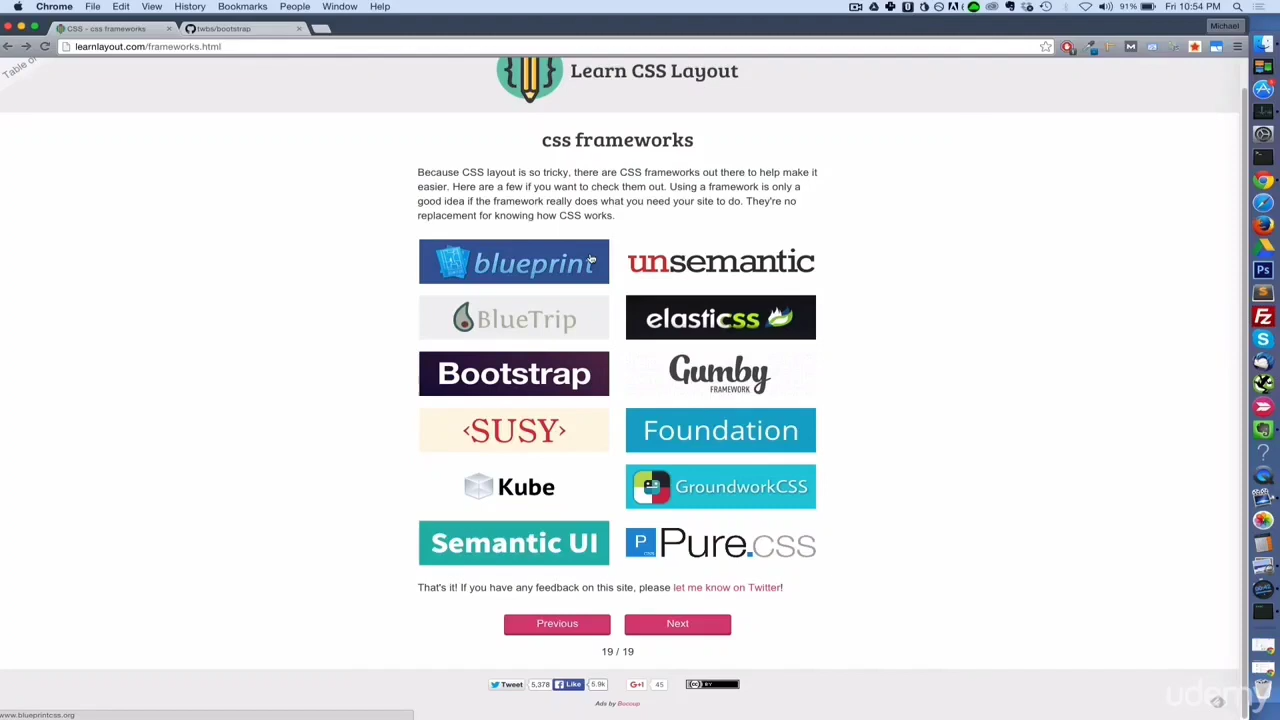 Chrome File Edit View History Bookmarks People Window Help
91% Fri 10:54 PM
CSS - css frameworks
twbs/bootstrap
Michael
learnlayout.com/frameworks.html
Table of
Learn CSS Layout
css frameworks
Because CSS layout is so tricky, there are CSS frameworks out there to help make it
easier. Here are a few if you want to check them out. Using a framework is only a
good idea if the framework really does what you need your site to do. They're no
replacement for knowing how CSS works.
blueprint
unsemantic
BlueTrip
elasticss
Bootstrap
Gumby
FRAMEWORK
<SUSY>
Foundation
Kube
GroundworkCSS
Semantic UI
P Pure.css
That's it! If you have any feedback on this site, please let me know on Twitter!
Previous
Next
19 / 19
Tweet 5,378 Like 5.9k G+1 45 BY
Ads by Bocoup
www.blueprintcss.org
udemy